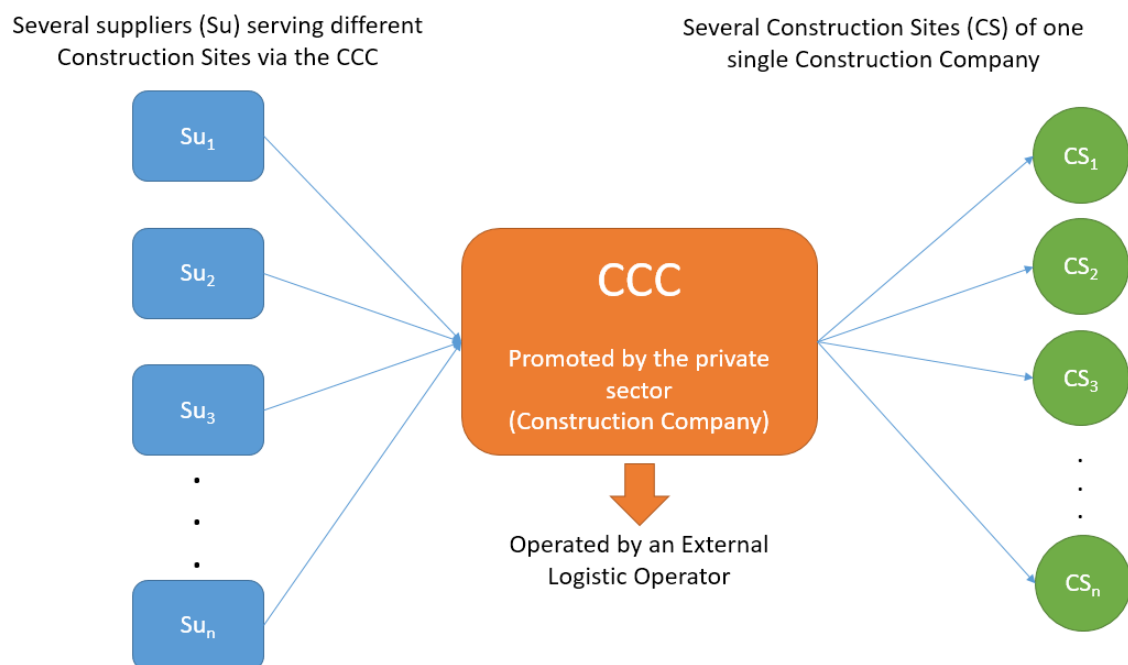 Several suppliers (Su) serving different
Construction Sites via the CCC
Several Construction Sites (CS) of one
single Construction Company
Su₁
Su₂
Su₃
.
.
.
Suₙ
CCC
Promoted by the private
sector
(Construction Company)
Operated by an External
Logistic Operator
CS₁
CS₂
CS₃
.
.
.
CSₙ